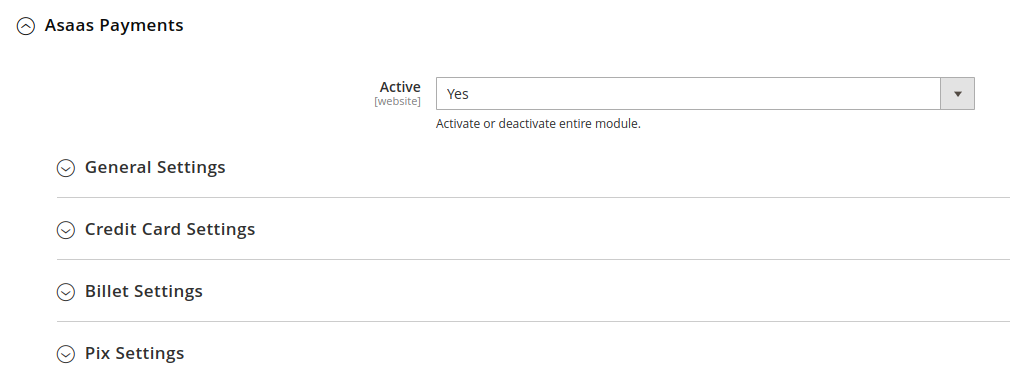 Asaas Payments
Active
Yes
[website]
Activate or deactivate entire module.
General Settings
Credit Card Settings
Billet Settings
Pix Settings